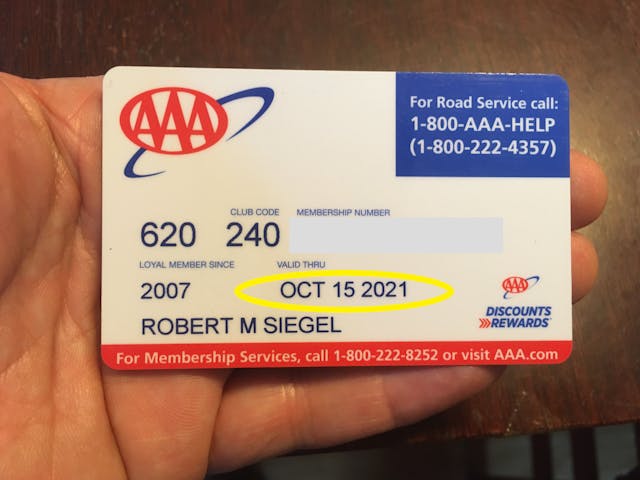 AAA
For Road Service call:
1-800-AAA-HELP
(1-800-222-4357)
CLUB CODE MEMBERSHIP NUMBER
620 240
LOYAL MEMBER SINCE VALID THRU
2007 OCT 15 2021
ROBERT M SIEGEL
AAA
DISCOUNTS
REWARDS
For Membership Services, call 1-800-222-8252 or visit AAA.com